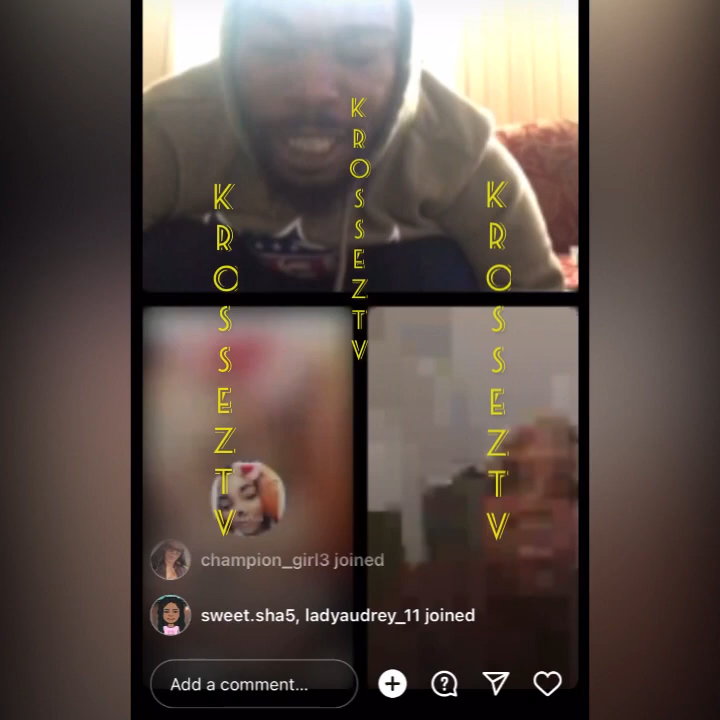 KROSSEZTV
KROSSEZTV
KROSSEZTV
champion_girl3 joined
sweet.sha5, ladyaudrey_11 joined
Add a comment...
?